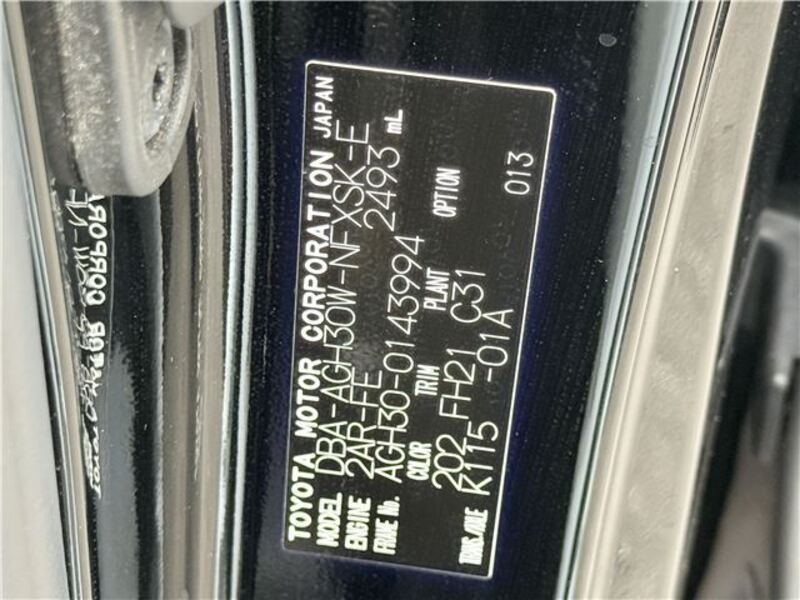 TOYOTA MOTOR CORPORATION JAPAN
MODEL DBA-AGH30W-NFXSK-E
ENGINE 2AR-FE 2493 mL
FRAME No. AGH30-0143994
COLOR TRIM PLANT OPTION
202 FH21 C31 013
TRANS./AXLE K115 -01A